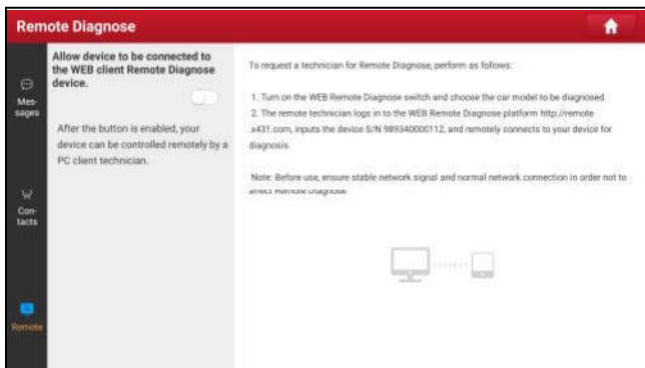 Remote Diagnose
Mes-
sages
Con-
tacts
Remote
Allow device to be connected to
the WEB client Remote Diagnose
device.
After the button is enabled, your
device can be controlled remotely by a
PC client technician.
To request a technician for Remote Diagnose, perform as follows:
1. Turn on the WEB Remote Diagnose switch and choose the car model to be diagnosed
2. The remote technician logs in to the WEB Remote Diagnose platform http://remote
.x431.com, inputs the device S/N 989340000112, and remotely connects to your device for
diagnosis.
Note: Before use, ensure stable network signal and normal network connection in order not to
affect Remote Diagnose.